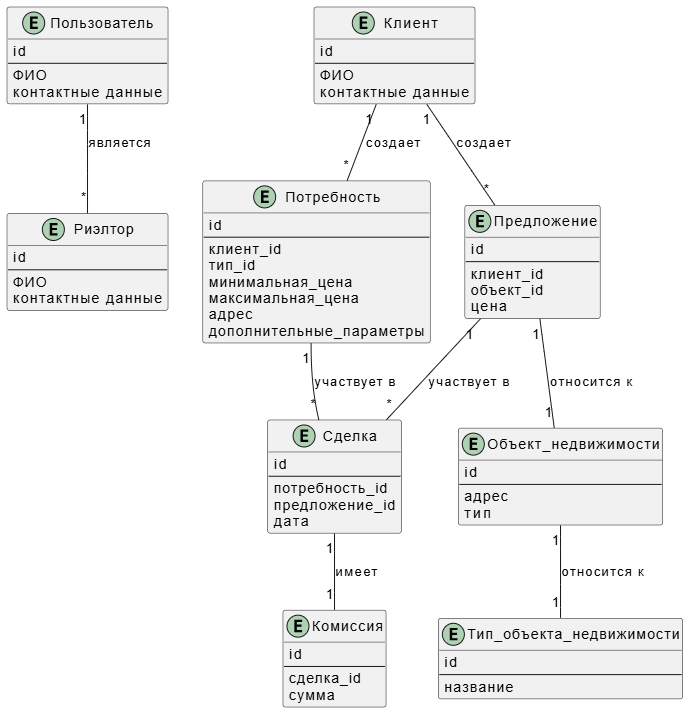 E Пользователь
id
ФИО
контактные данные
E Клиент
id
ФИО
контактные данные
1
является
*
1
создает
*
1
создает
*
E Риэлтор
id
ФИО
контактные данные
E Потребность
id
клиент_id
тип_id
минимальная_цена
максимальная_цена
адрес
дополнительные_параметры
E Предложение
id
клиент_id
объект_id
цена
1
участвует в
*
1
участвует в
*
1
относится к
1
E Сделка
id
потребность_id
предложение_id
дата
E Объект_недвижимости
id
адрес
тип
1
имеет
1
1
относится к
1
E Комиссия
id
сделка_id
сумма
E Тип_объекта_недвижимости
id
название